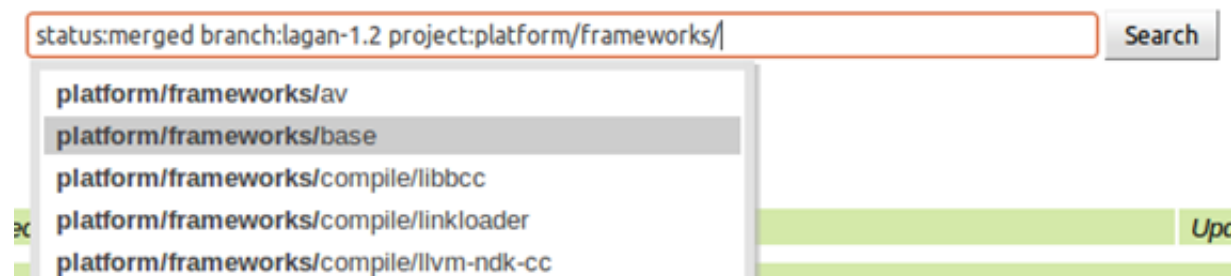 status:merged branch:lagan-1.2 project:platform/frameworks/ Search
platform/frameworks/av
platform/frameworks/base
platform/frameworks/compile/libbcc
platform/frameworks/compile/linkloader
platform/frameworks/compile/llvm-ndk-cc